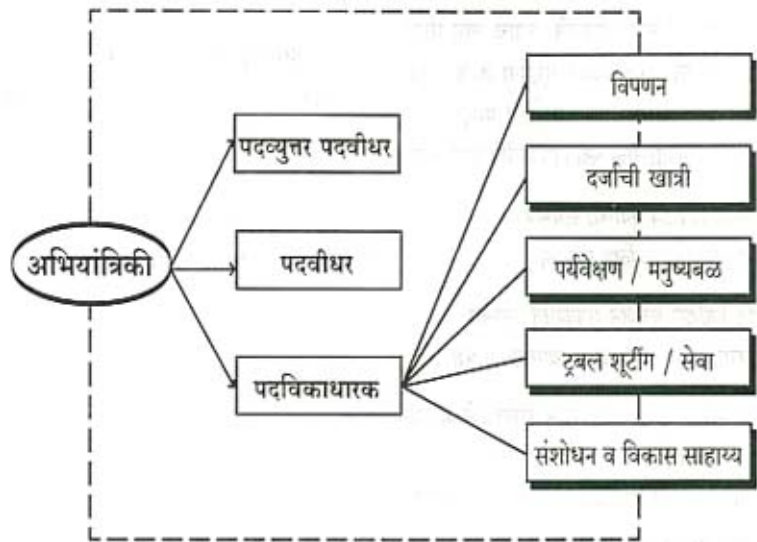 अभियांत्रिकी
पदव्युत्तर पदवीधर
पदवीधर
पदविकाधारक
विपणन
दर्जाची खात्री
पर्यवेक्षण / मनुष्यबळ
ट्रबल शूटींग / सेवा
संशोधन व विकास साहाय्य